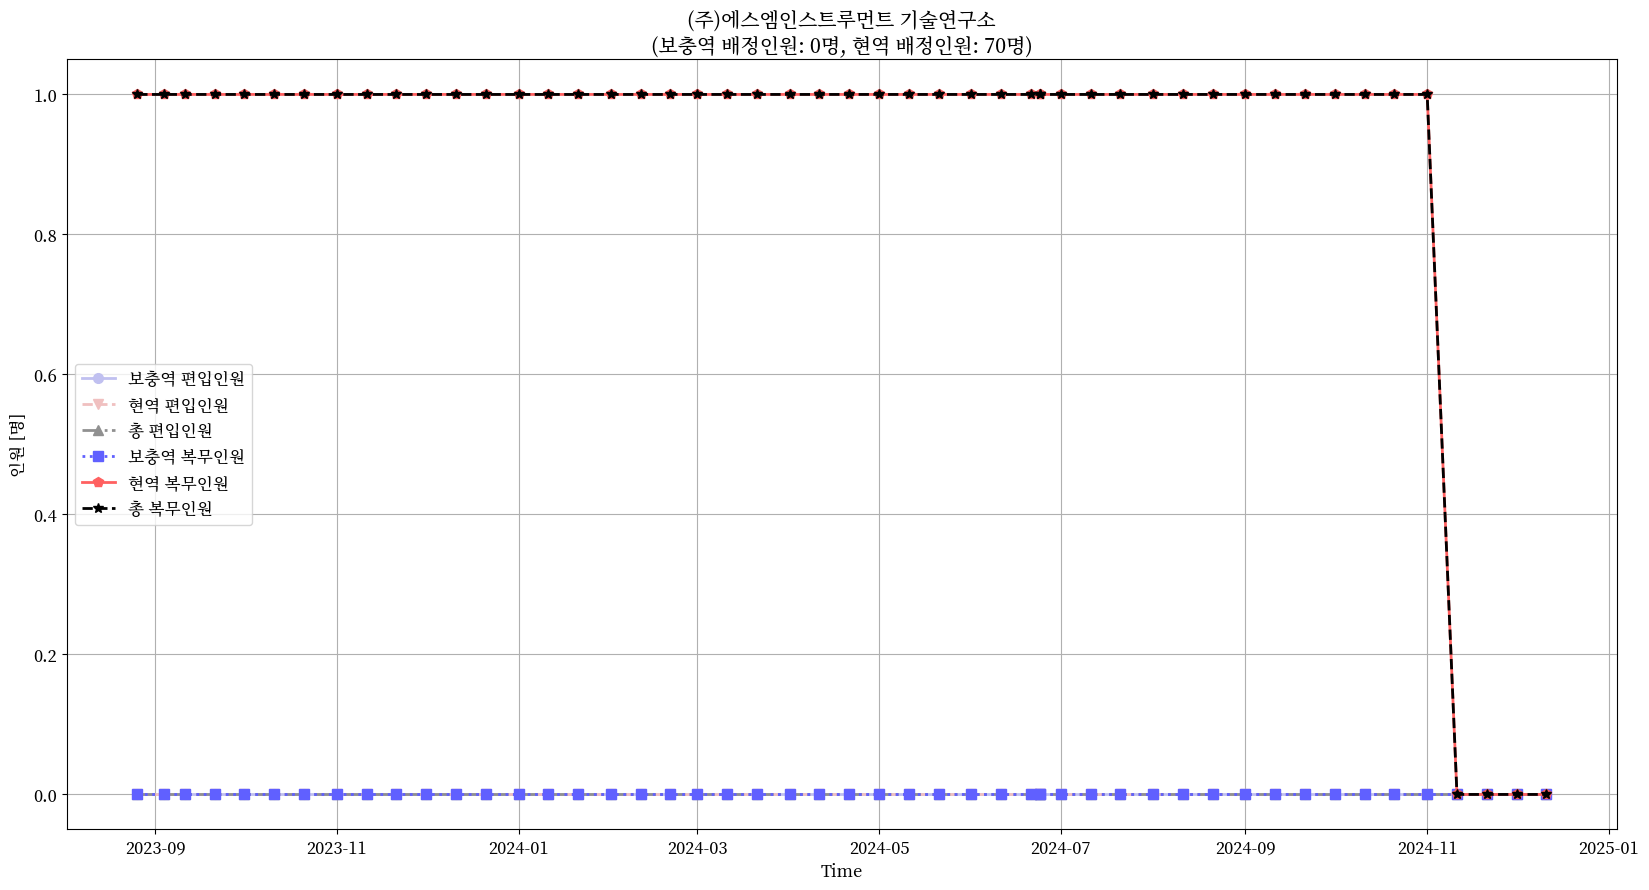 (주)에스엠인스트루먼트 기술연구소
(보충역 배정인원: 0명, 현역 배정인원: 70명)
1.0
0.8
0.6
0.4
0.2
0.0
인원 [명]
보충역 편입인원
현역 편입인원
총 편입인원
보충역 복무인원
현역 복무인원
총 복무인원
2023-09
2023-11
2024-01
2024-03
2024-05
2024-07
2024-09
2024-11
2025-01
Time